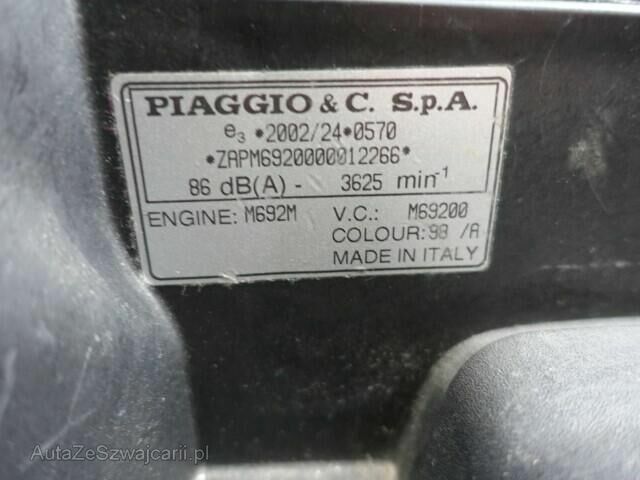 PIAGGIO & C. S.p.A.
e3 *2002/24*0570
*ZAPM6920000012266*
86 dB(A) - 3625 min-1
ENGINE: M692M V.C.: M69200
COLOUR: 98 /A
MADE IN ITALY
AutaZeSzwajcarii.pl